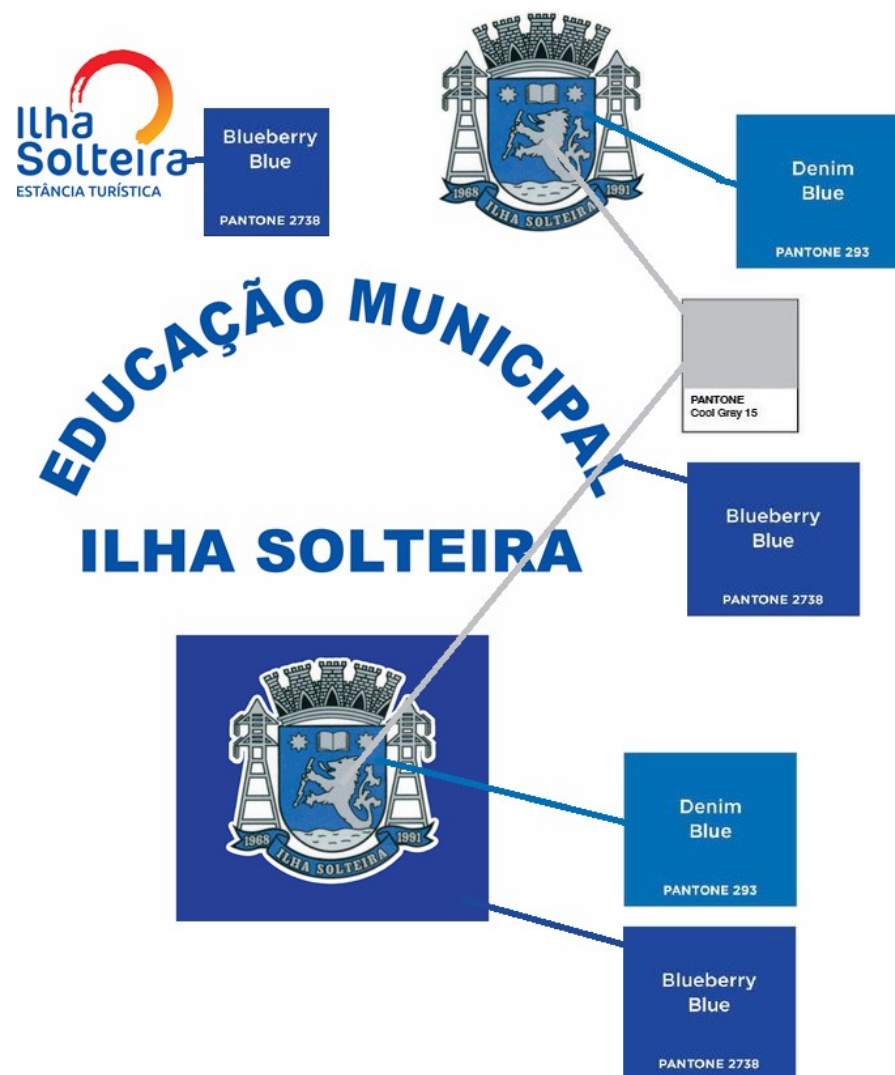 Ilha
Solteira
ESTÂNCIA TURÍSTICA
Blueberry
Blue
PANTONE 2738
1968
1991
ILHA SOLTEIRA
Denim
Blue
PANTONE 293
PANTONE
Cool Gray 15
EDUCAÇÃO MUNICIPAL
ILHA SOLTEIRA
Blueberry
Blue
PANTONE 2738
1968
1991
ILHA SOLTEIRA
Denim
Blue
PANTONE 293
Blueberry
Blue
PANTONE 2738